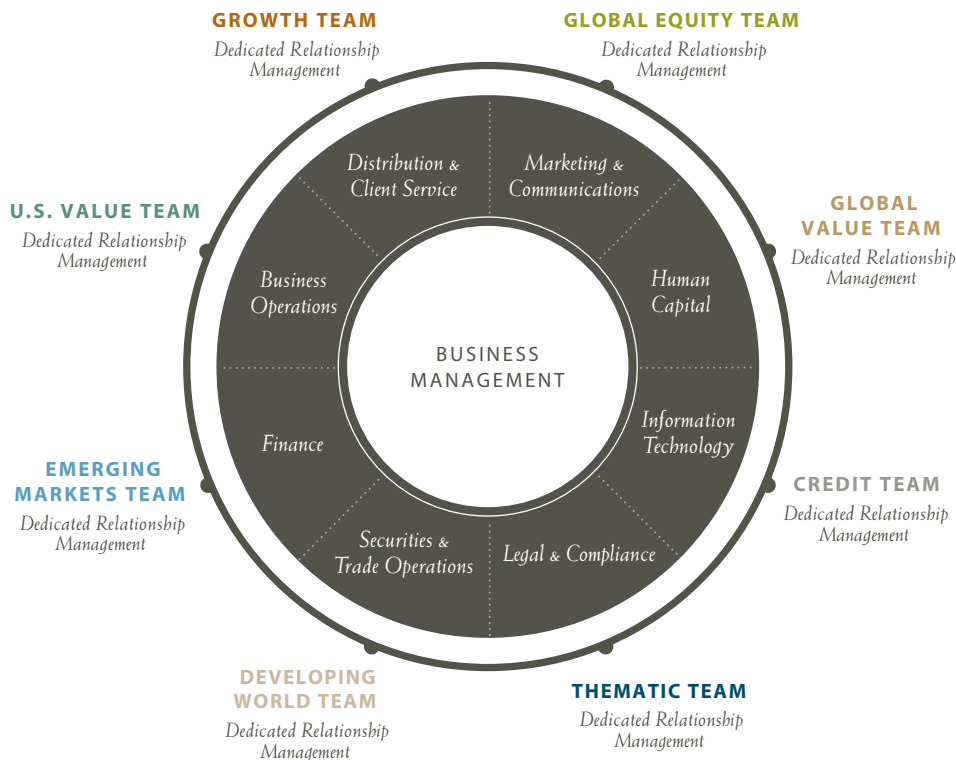 GROWTH TEAM
Dedicated Relationship
Management
GLOBAL EQUITY TEAM
Dedicated Relationship
Management
U.S. VALUE TEAM
Dedicated Relationship
Management
GLOBAL
VALUE TEAM
Dedicated Relationship
Management
EMERGING
MARKETS TEAM
Dedicated Relationship
Management
CREDIT TEAM
Dedicated Relationship
Management
DEVELOPING
WORLD TEAM
Dedicated Relationship
Management
THEMATIC TEAM
Dedicated Relationship
Management
Distribution &
Client Service
Marketing &
Communications
Business
Operations
Human
Capital
BUSINESS
MANAGEMENT
Finance
Information
Technology
Securities &
Trade Operations
Legal & Compliance